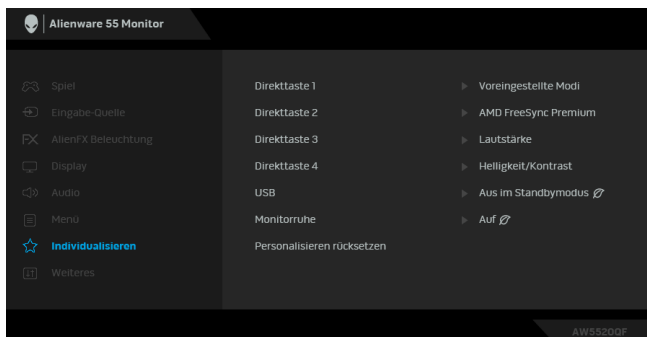 Alienware 55 Monitor
Spiel
Direkttaste 1 Voreingestellte Modi
Eingabe-Quelle
Direkttaste 2 AMD FreeSync Premium
AlienFX Beleuchtung
Direkttaste 3 Lautstärke
Display
Direkttaste 4 Helligkeit/Kontrast
Audio
USB Aus im Standbymodus
Menü
Monitorruhe Auf
Individualisieren
Personalisieren rücksetzen
Weiteres
AW5520QF